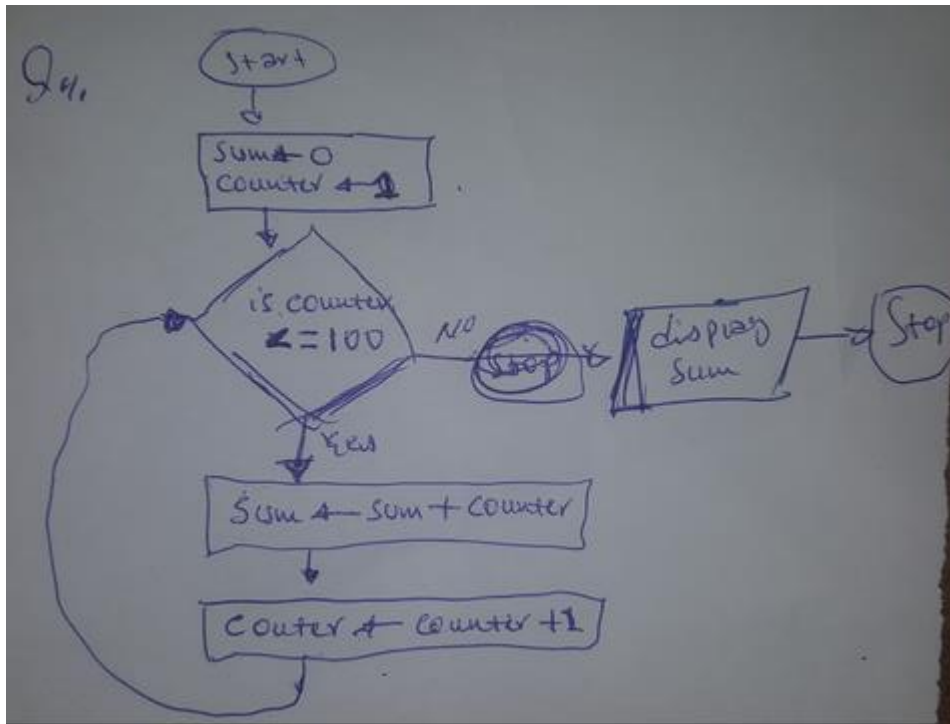 Start
Sum ← 0
Counter ← 1
is counter
<= 100
NO
Stop
display
Sum
Stop
Yes
Sum ← Sum + Counter
Couter ← Counter +1